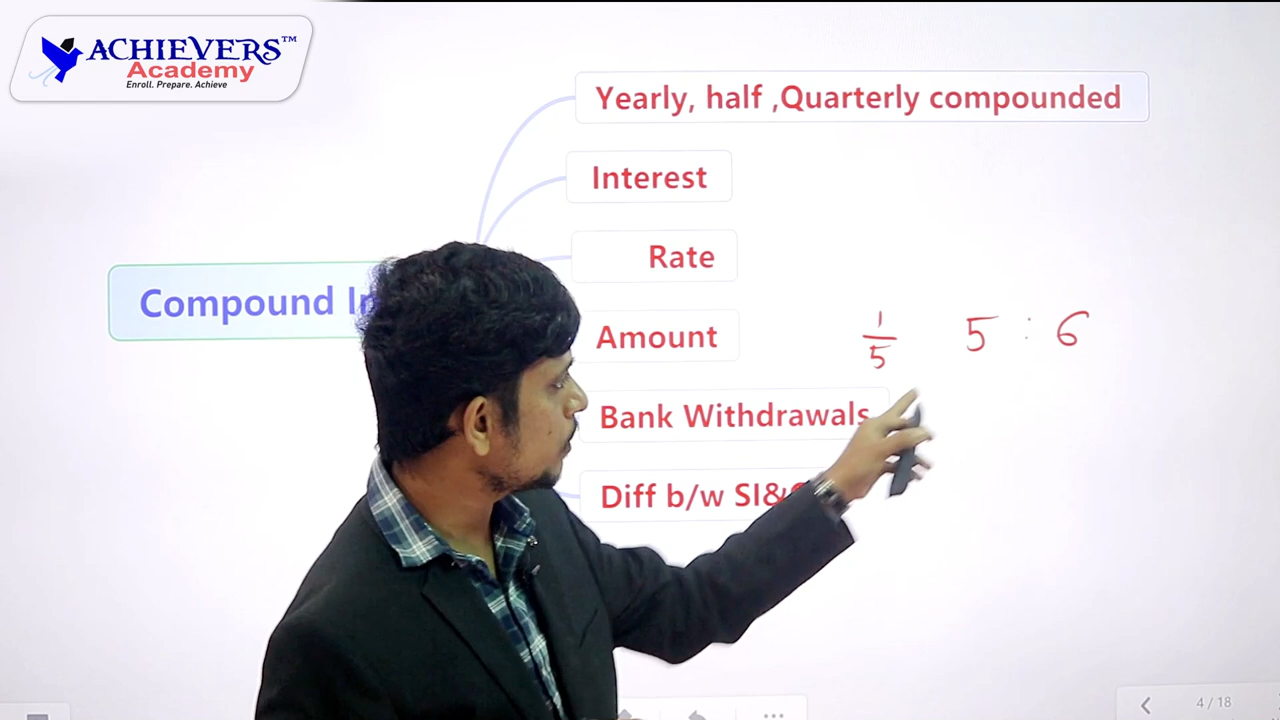 ACHIEVERS™
Academy
Enroll. Prepare. Achieve
Yearly, half ,Quarterly compounded
Interest
Rate
Compound
Amount
1/5 5 : 6
Bank Withdrawals
Diff b/w SI&
4 / 18